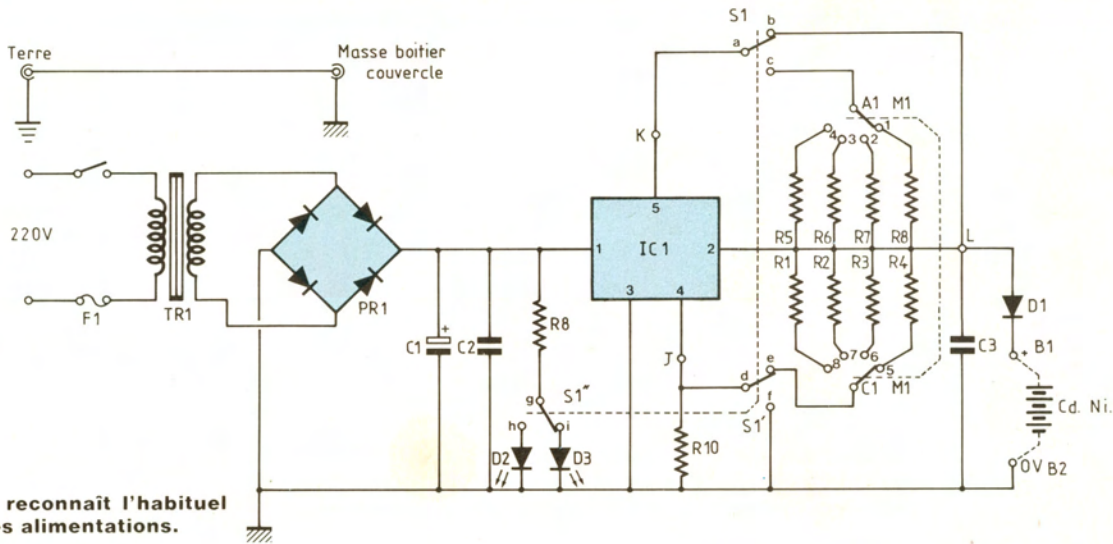 S1
b
a
c
Terre
Masse boitier
couvercle
A1 M1
1
4 3 2
K
5
220V
IC1
1 2
3 4
R5 R6 R7 R8
R1 R2 R3 R4
L
F1
TR1
PR1
R8
C1 +
C2
J
D1
C3
+ B1
8 7 6 5
C1 M1
d e
f
S1'
g
S1"
h i
D2 D3
R10
Cd. Ni.
0V B2
reconnaît l'habituel
es alimentations.